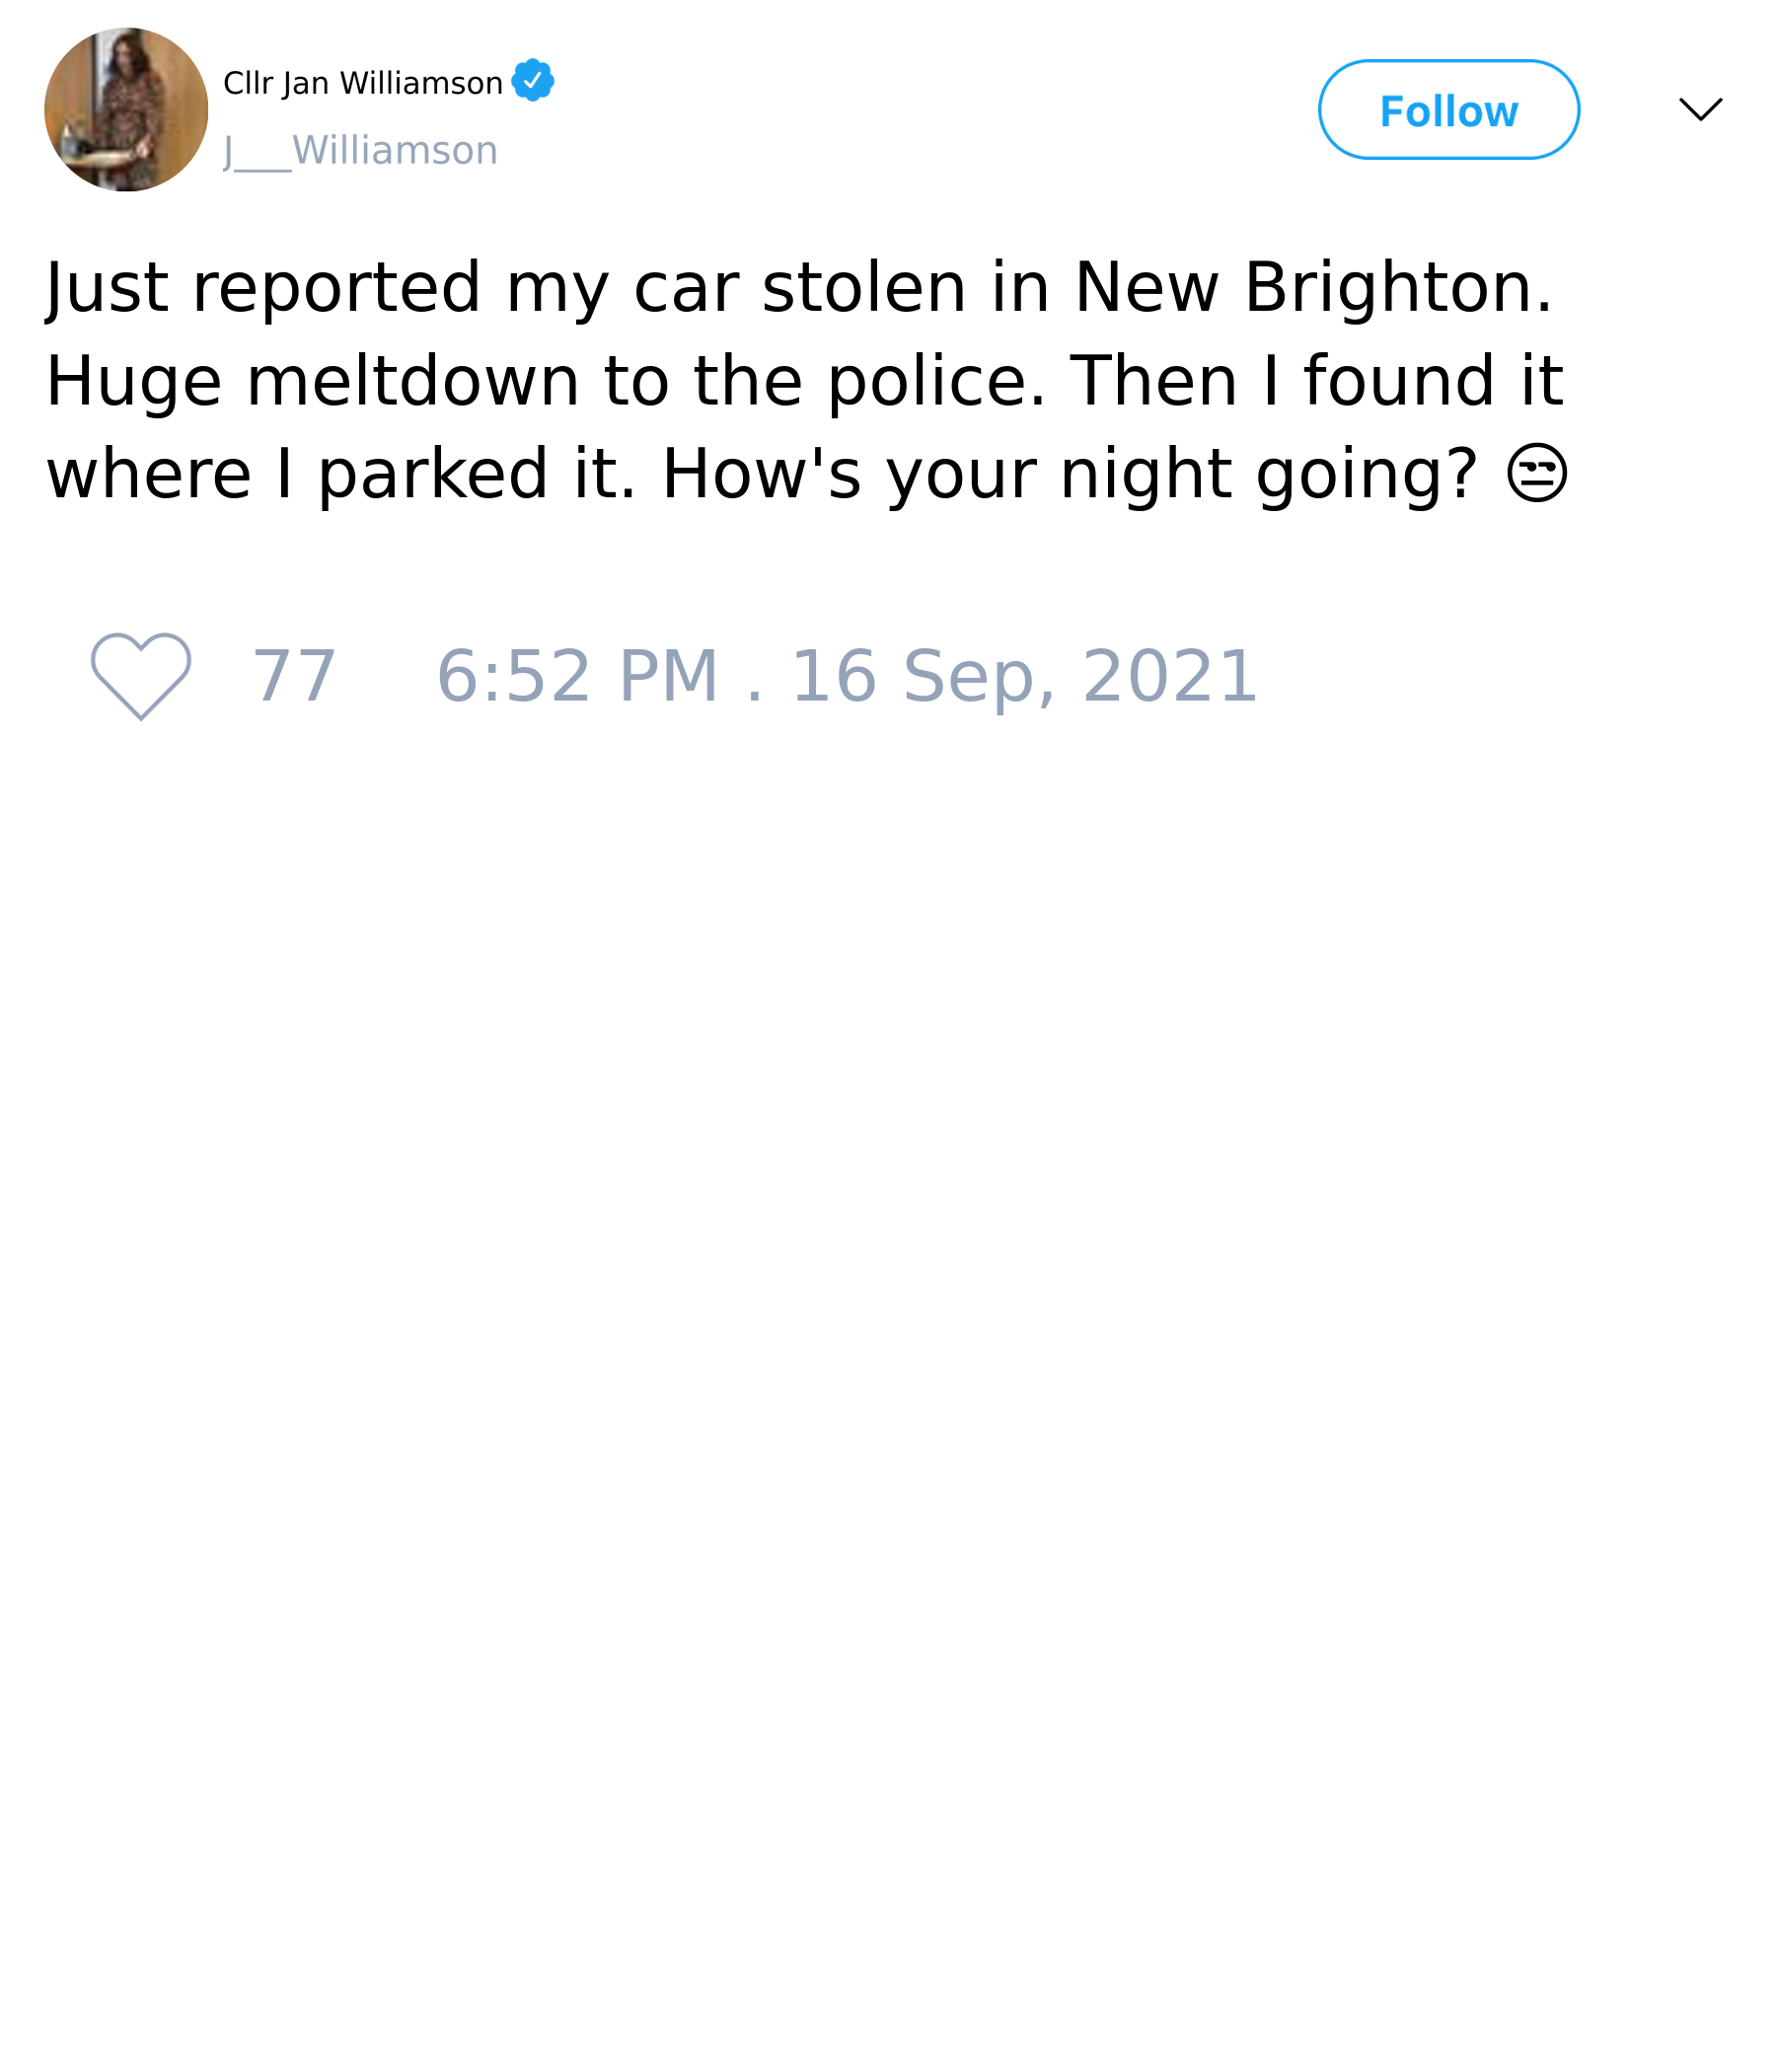 Cllr Jan Williamson
J___Williamson
Follow
Just reported my car stolen in New Brighton.
Huge meltdown to the police. Then I found it
where I parked it. How's your night going? 😒
77 6:52 PM . 16 Sep, 2021